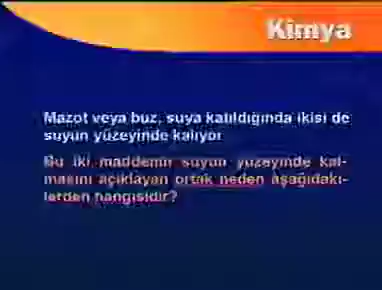 Kimya
Mazot veya buz, suya katıldığında ikisi de
suyun yüzeyinde kalıyor
Bu iki maddenin suyun yüzeyinde kal-
masını açıklayan ortak neden aşağıdaki-
lerden hangisidir?